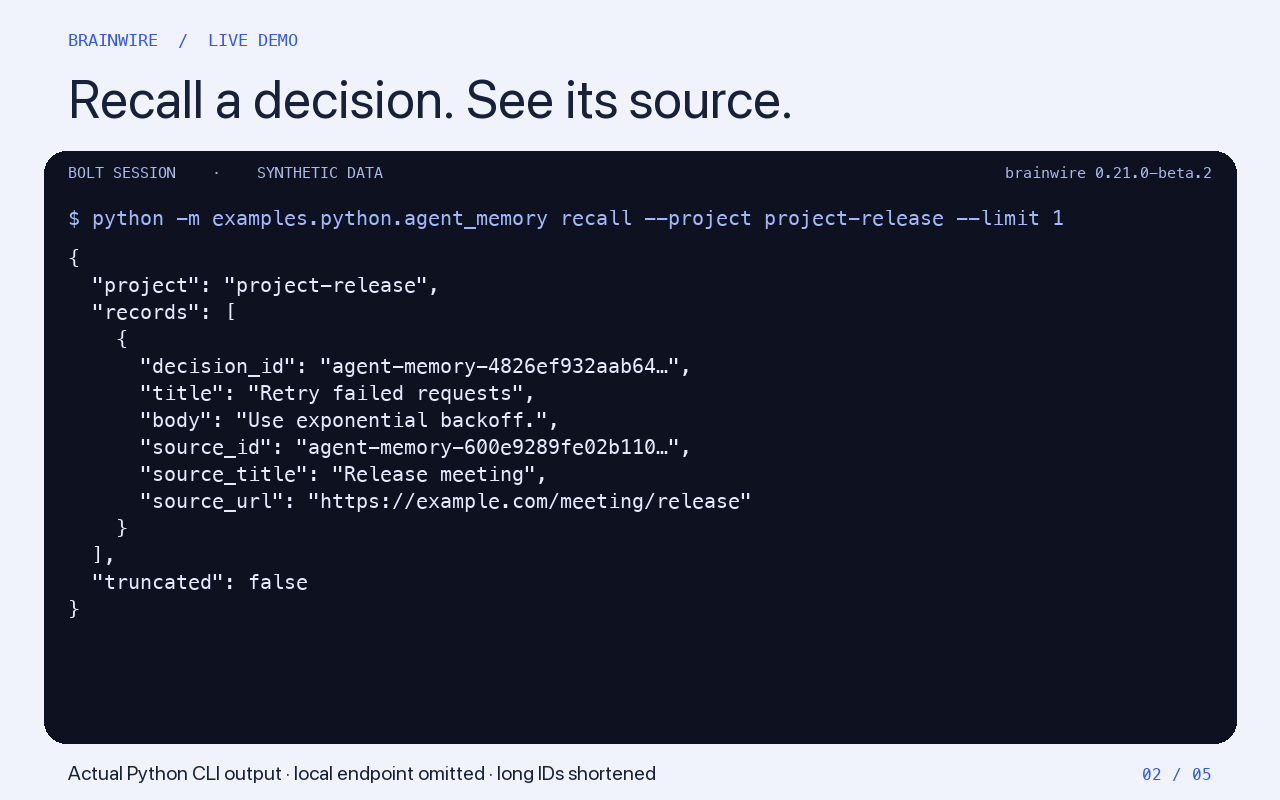 BRAINWIRE / LIVE DEMO
Recall a decision. See its source.
BOLT SESSION · SYNTHETIC DATA
brainwire 0.21.0-beta.2
$ python -m examples.python.agent_memory recall --project project-release --limit 1
{
  "project": "project-release",
  "records": [
    {
      "decision_id": "agent-memory-4826ef932aab64…",
      "title": "Retry failed requests",
      "body": "Use exponential backoff.",
      "source_id": "agent-memory-600e9289fe02b110…",
      "source_title": "Release meeting",
      "source_url": "https://example.com/meeting/release"
    }
  ],
  "truncated": false
}
Actual Python CLI output · local endpoint omitted · long IDs shortened
02 / 05